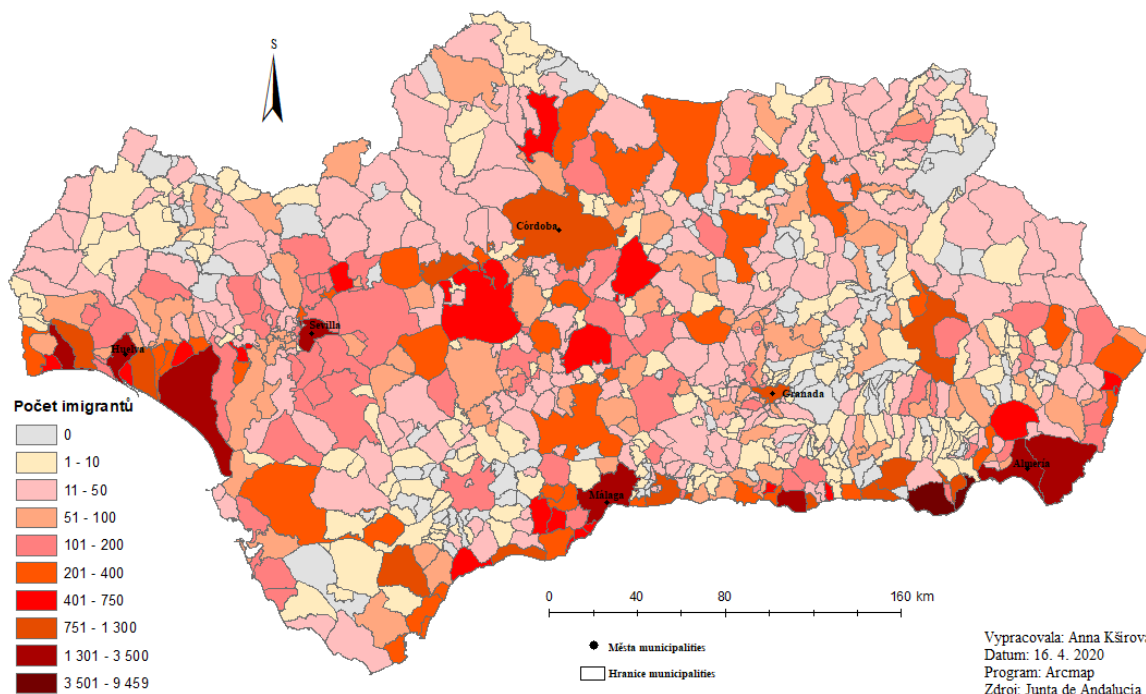 S
Córdoba
Sevilla
Huelva
Granada
Almería
Málaga
Počet imigrantů
0
1 - 10
11 - 50
51 - 100
101 - 200
201 - 400
401 - 750
751 - 1 300
1 301 - 3 500
3 501 - 9 459
0 40 80 160 km
Města municipalities
Hranice municipalities
Vypracovala: Anna Kširova
Datum: 16. 4. 2020
Program: Arcmap
Zdroj: Junta de Andalucia